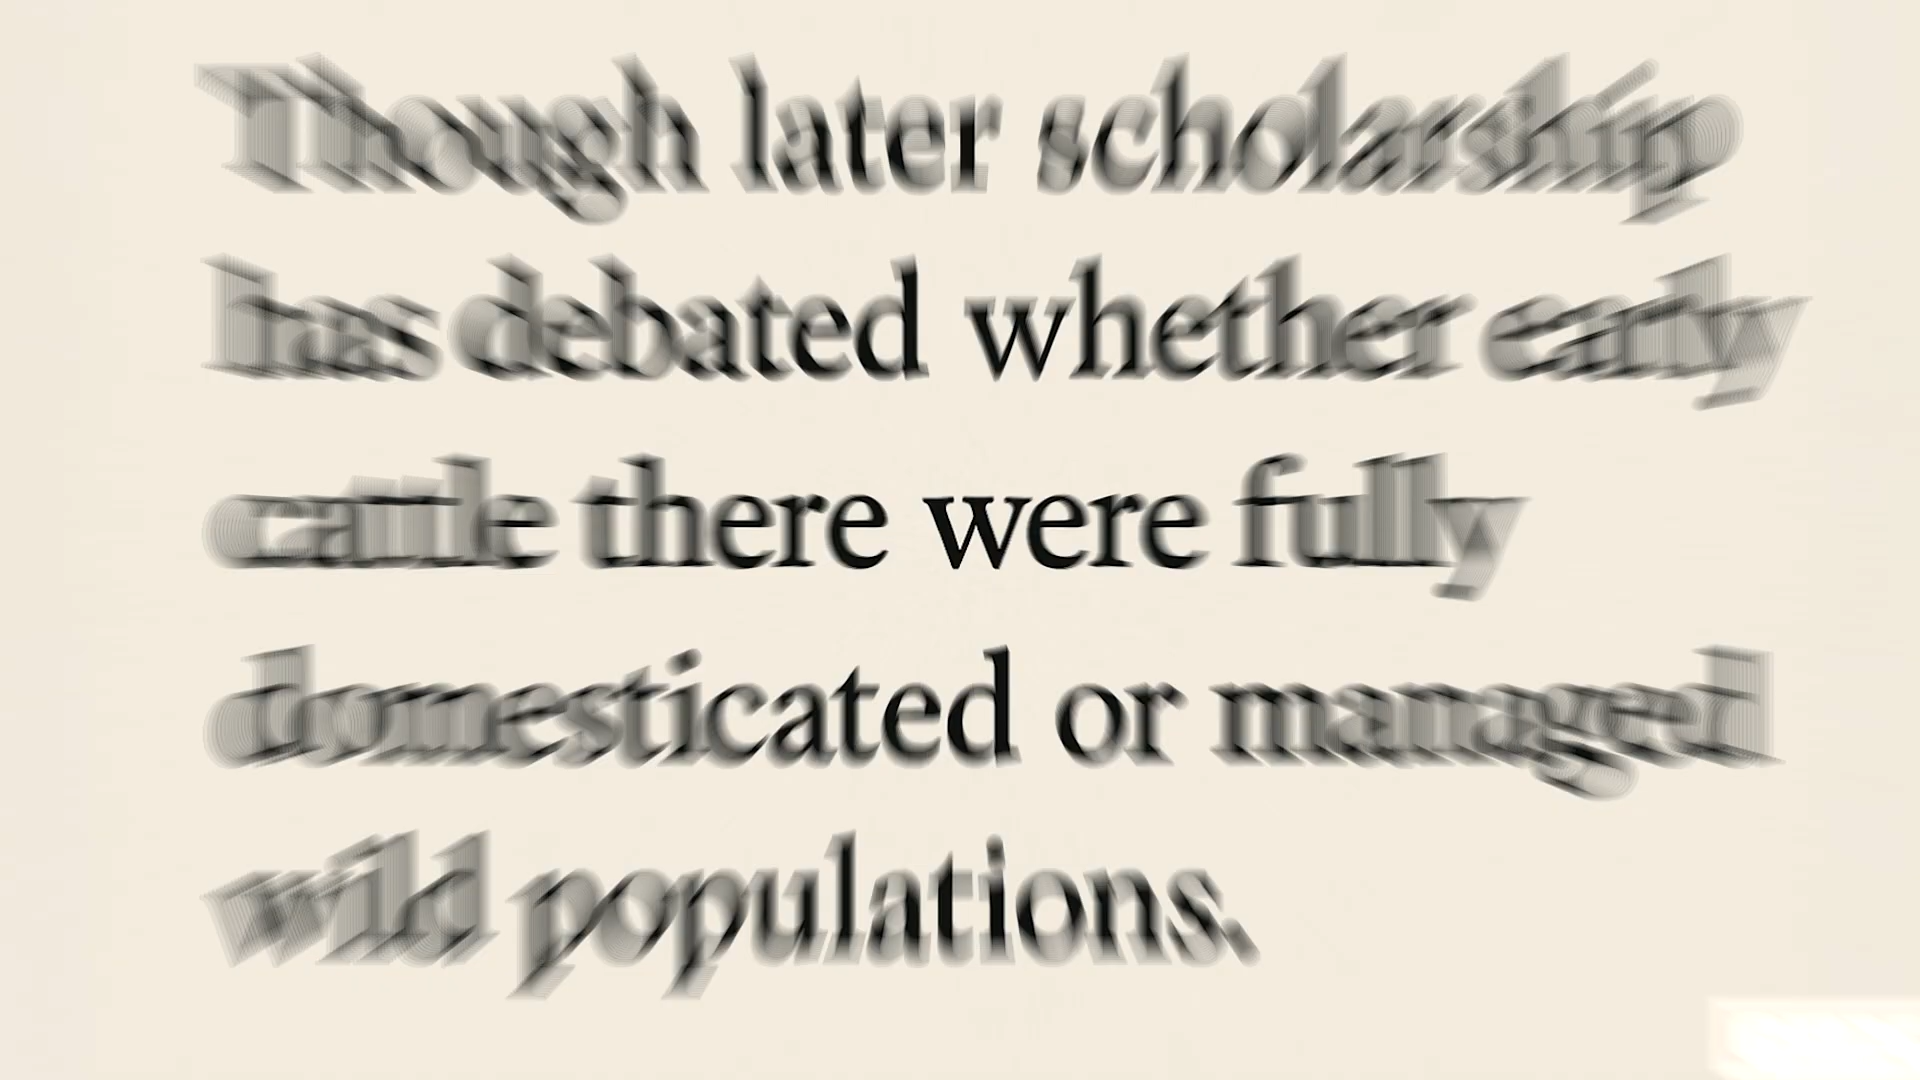 Though later scholarship
has debated whether early
cattle there were fully
domesticated or managed
wild populations.